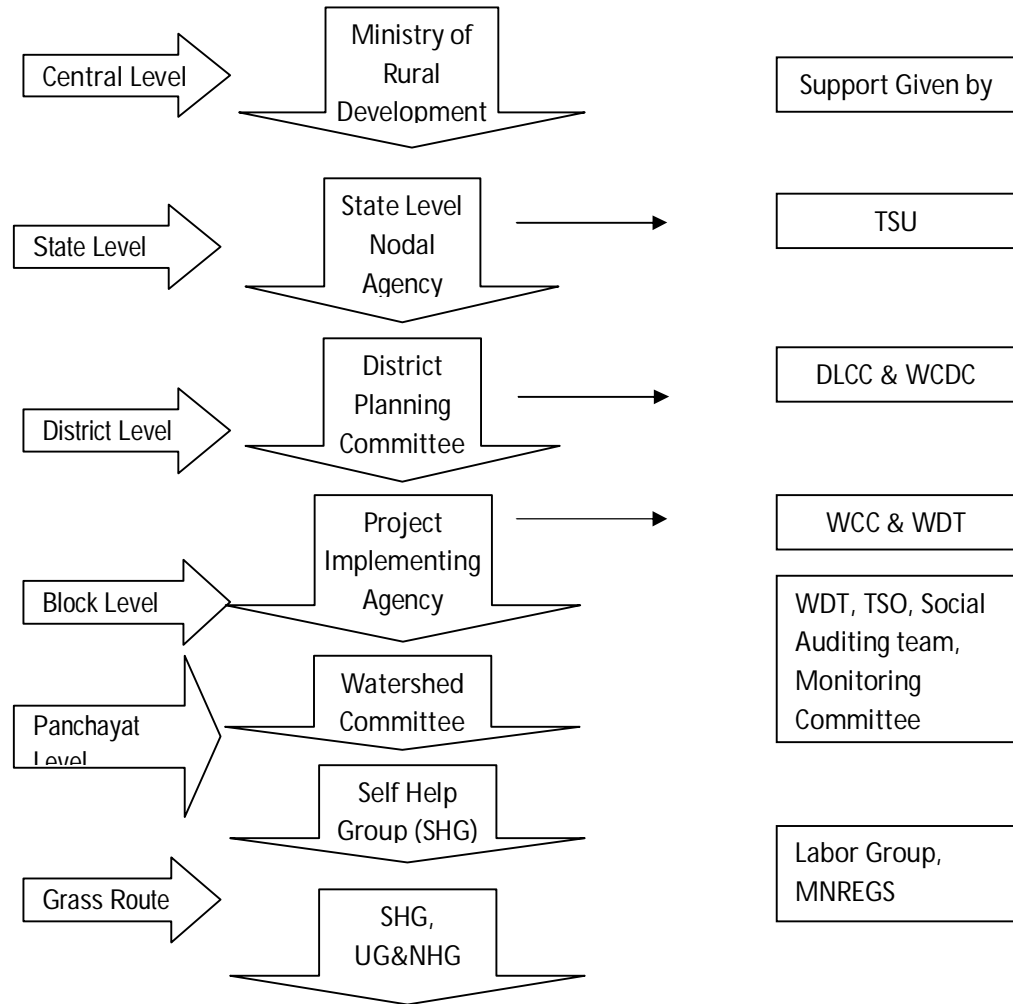 Central Level
Ministry of
Rural
Development
Support Given by
State Level
State Level
Nodal
Agency
TSU
District Level
District
Planning
Committee
DLCC & WCDC
Block Level
Project
Implementing
Agency
WCC & WDT
Panchayat
Level
Watershed
Committee
WDT, TSO, Social
Auditing team,
Monitoring
Committee
Self Help
Group (SHG)
Grass Route
SHG,
UG&NHG
Labor Group,
MNREGS